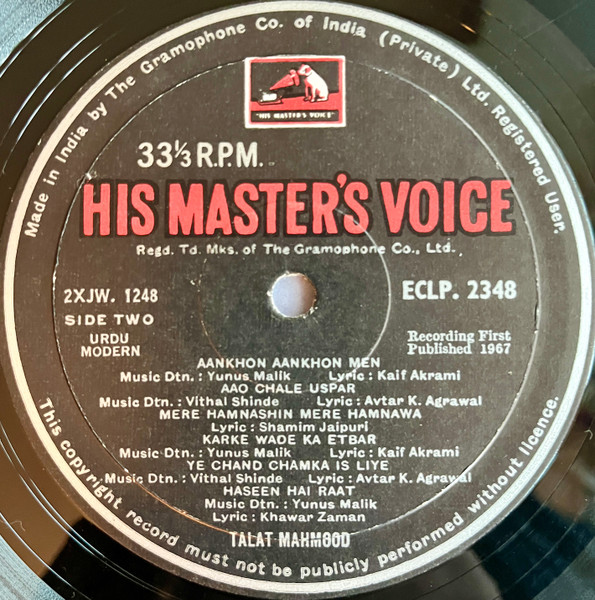 Made in India by The Gramophone Co. of India (Private) Ltd. Registered User.
"HIS MASTER'S VOICE"
33⅓ R.P.M.
HIS MASTER'S VOICE
Regd. Td. Mks. of The Gramophone Co., Ltd.
2XJW. 1248
ECLP. 2348
SIDE TWO
URDU
MODERN
Recording First
Published 1967
AANKHON AANKHON MEN
Music Dtn. : Yunus Malik Lyric : Kaif Akrami
AAO CHALE USPAR
Music Dtn. : Vithal Shinde Lyric : Avtar K. Agrawal
MERE HAMNASHIN MERE HAMNAWA
Lyric : Shamim Jaipuri
KARKE WADE KA ETBAR
Music Dtn. : Yunus Malik Lyric : Kaif Akrami
YE CHAND CHAMKA IS LIYE
Music Dtn. : Vithal Shinde Lyric : Avtar K. Agrawal
HASEEN HAI RAAT
Music Dtn. : Yunus Malik
Lyric : Khawar Zaman
TALAT MAHMOOD
This copyright record must not be publicly performed without licence.